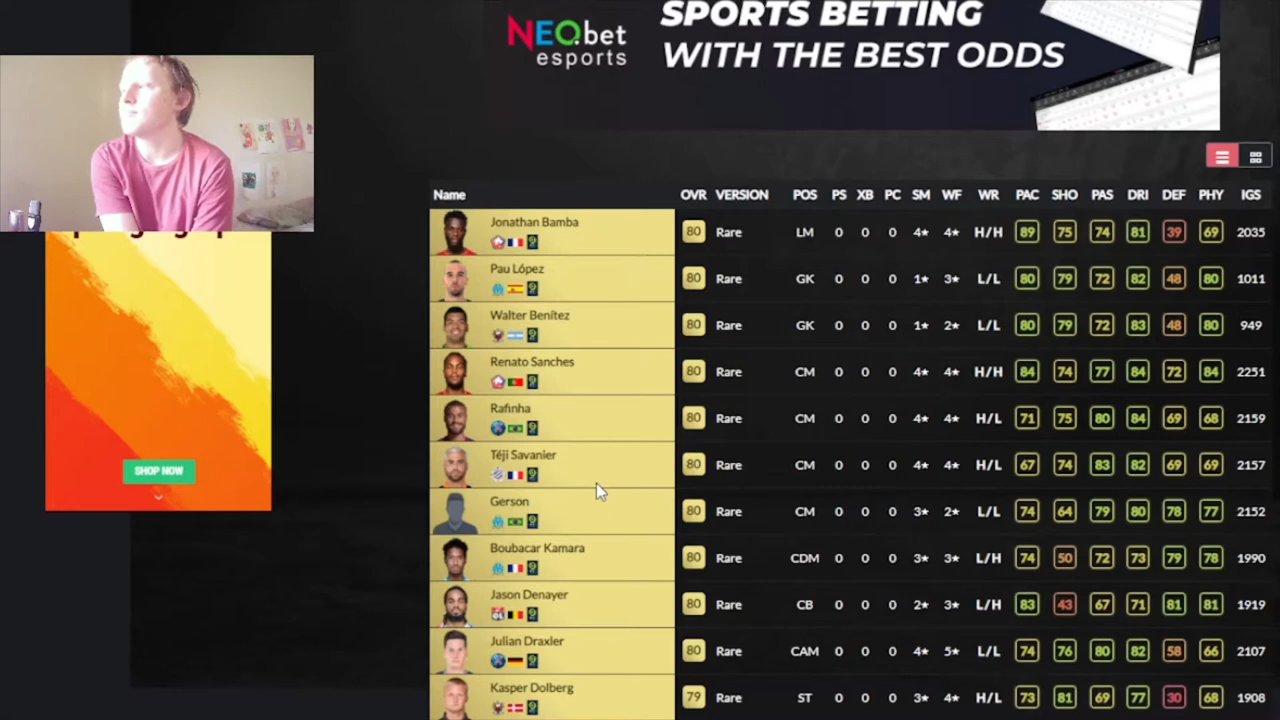 NEO.bet
esports
SPORTS BETTING
WITH THE BEST ODDS
SHOP NOW
Name OVR VERSION POS PS XB PC SM WF WR PAC SHO PAS DRI DEF PHY IGS
Jonathan Bamba 80 Rare LM 0 0 0 4★ 4★ H/H 89 75 74 81 39 69 2035
Pau López 80 Rare GK 0 0 0 1★ 3★ L/L 80 79 72 82 48 80 1011
Walter Benítez 80 Rare GK 0 0 0 1★ 2★ L/L 80 79 72 83 48 80 949
Renato Sanches 80 Rare CM 0 0 0 4★ 4★ H/H 84 74 77 84 72 84 2251
Rafinha 80 Rare CM 0 0 0 4★ 4★ H/L 71 75 80 84 69 68 2159
Téji Savanier 80 Rare CM 0 0 0 4★ 4★ H/L 67 74 83 82 69 69 2157
Gerson 80 Rare CM 0 0 0 3★ 2★ L/L 74 64 79 80 78 77 2152
Boubacar Kamara 80 Rare CDM 0 0 0 3★ 3★ L/H 74 50 72 73 79 78 1990
Jason Denayer 80 Rare CB 0 0 0 2★ 3★ L/H 83 43 67 71 81 81 1919
Julian Draxler 80 Rare CAM 0 0 0 4★ 5★ L/L 74 76 80 82 58 66 2107
Kasper Dolberg 79 Rare ST 0 0 0 3★ 4★ H/L 73 81 69 77 30 68 1908